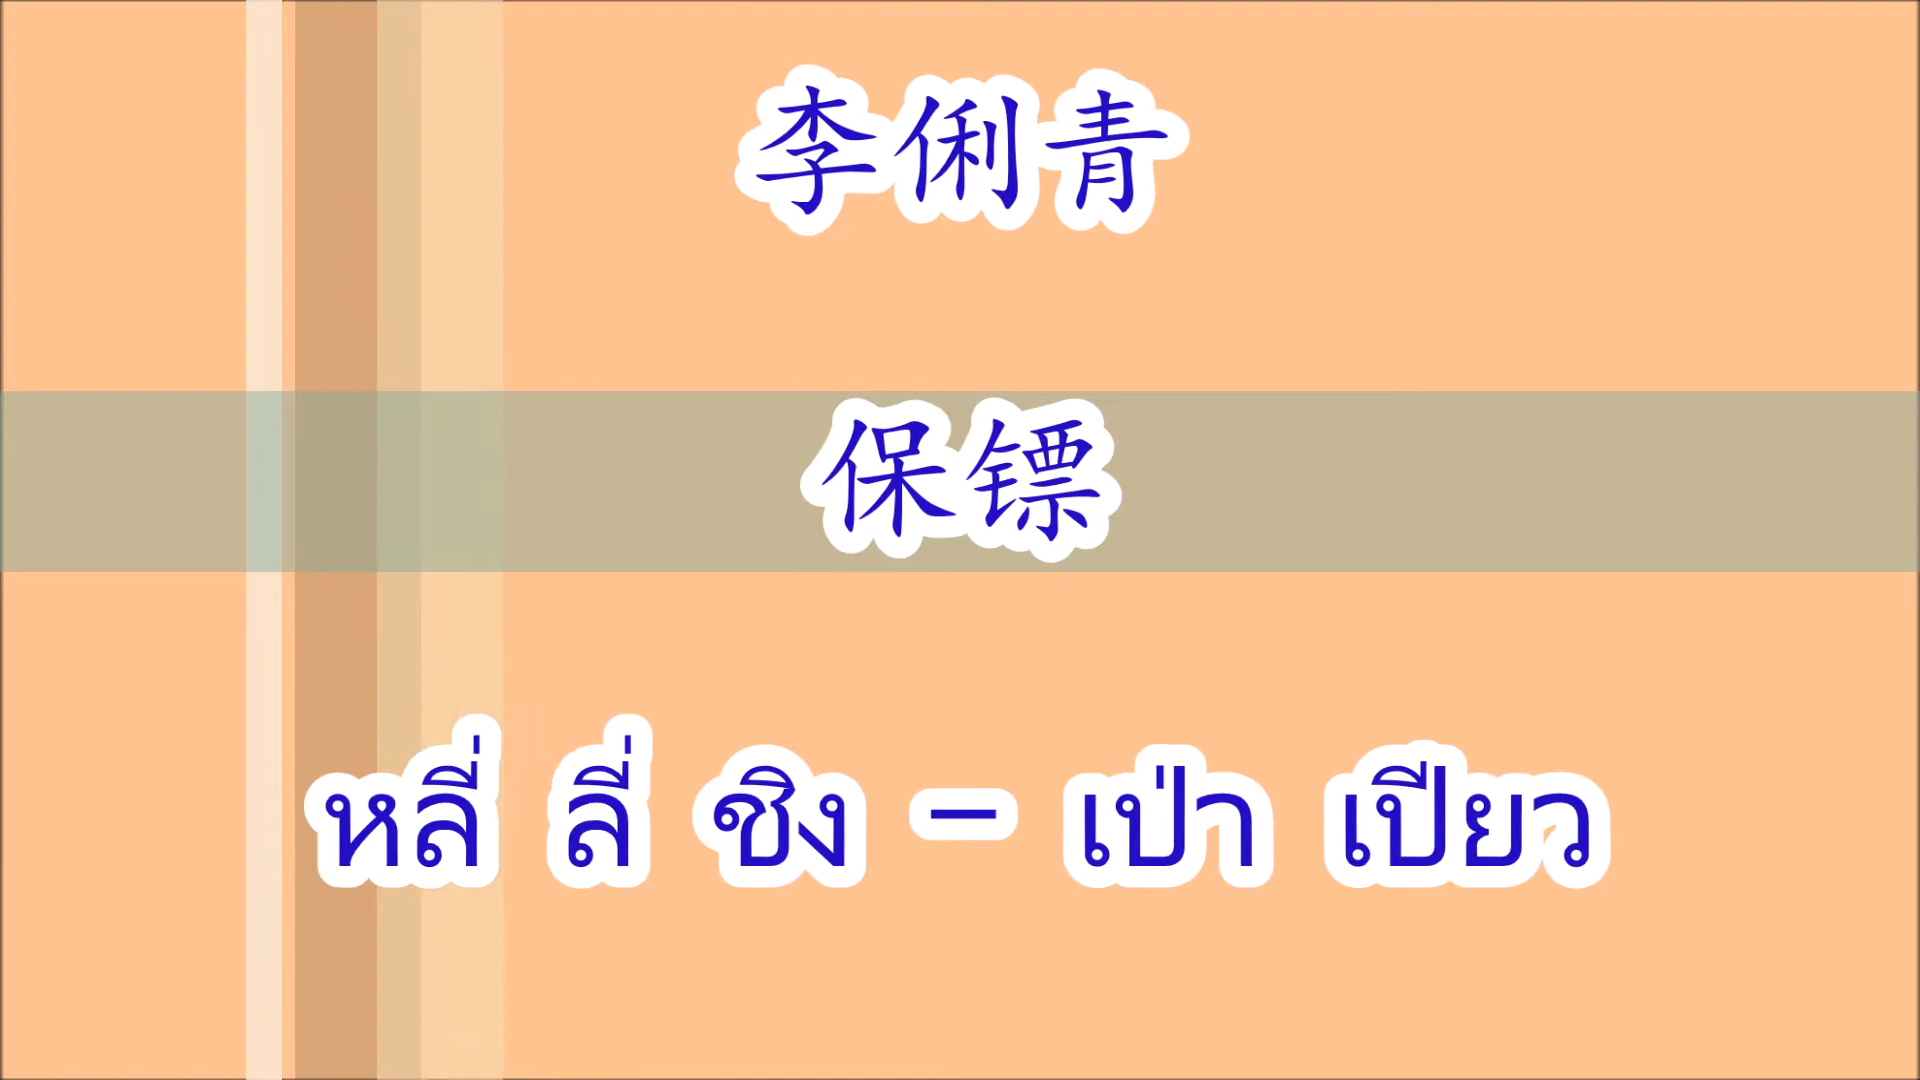 李俐青
保镖
หลี่ ลี่ ชิง - เป่า เปียว